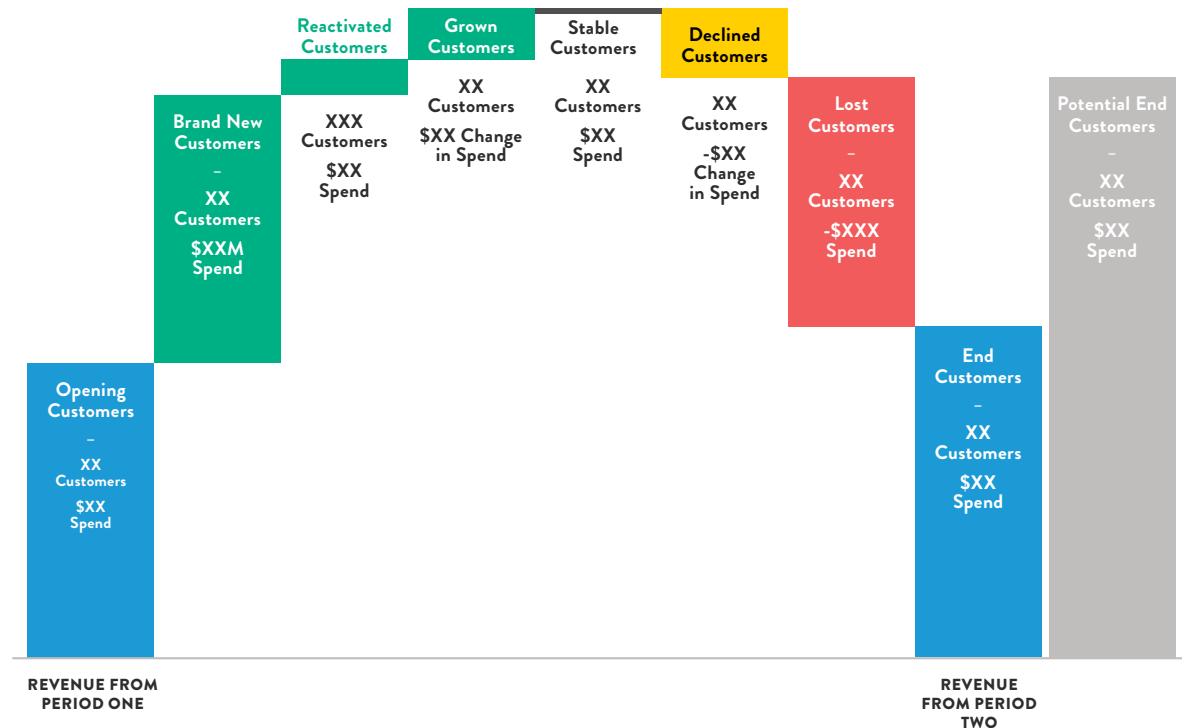 Reactivated
Customers
XXX
Customers
$XX
Spend
Grown
Customers
XX
Customers
$XX Change
in Spend
Stable
Customers
XX
Customers
$XX
Spend
Declined
Customers
XX
Customers
-$XX
Change
in Spend
Brand New
Customers
–
XX
Customers
$XXM
Spend
Lost
Customers
–
XX
Customers
-$XXX
Spend
Potential End
Customers
–
XX
Customers
$XX
Spend
Opening
Customers
–
XX
Customers
$XX
Spend
End
Customers
–
XX
Customers
$XX
Spend
REVENUE FROM
PERIOD ONE
REVENUE
FROM PERIOD
TWO